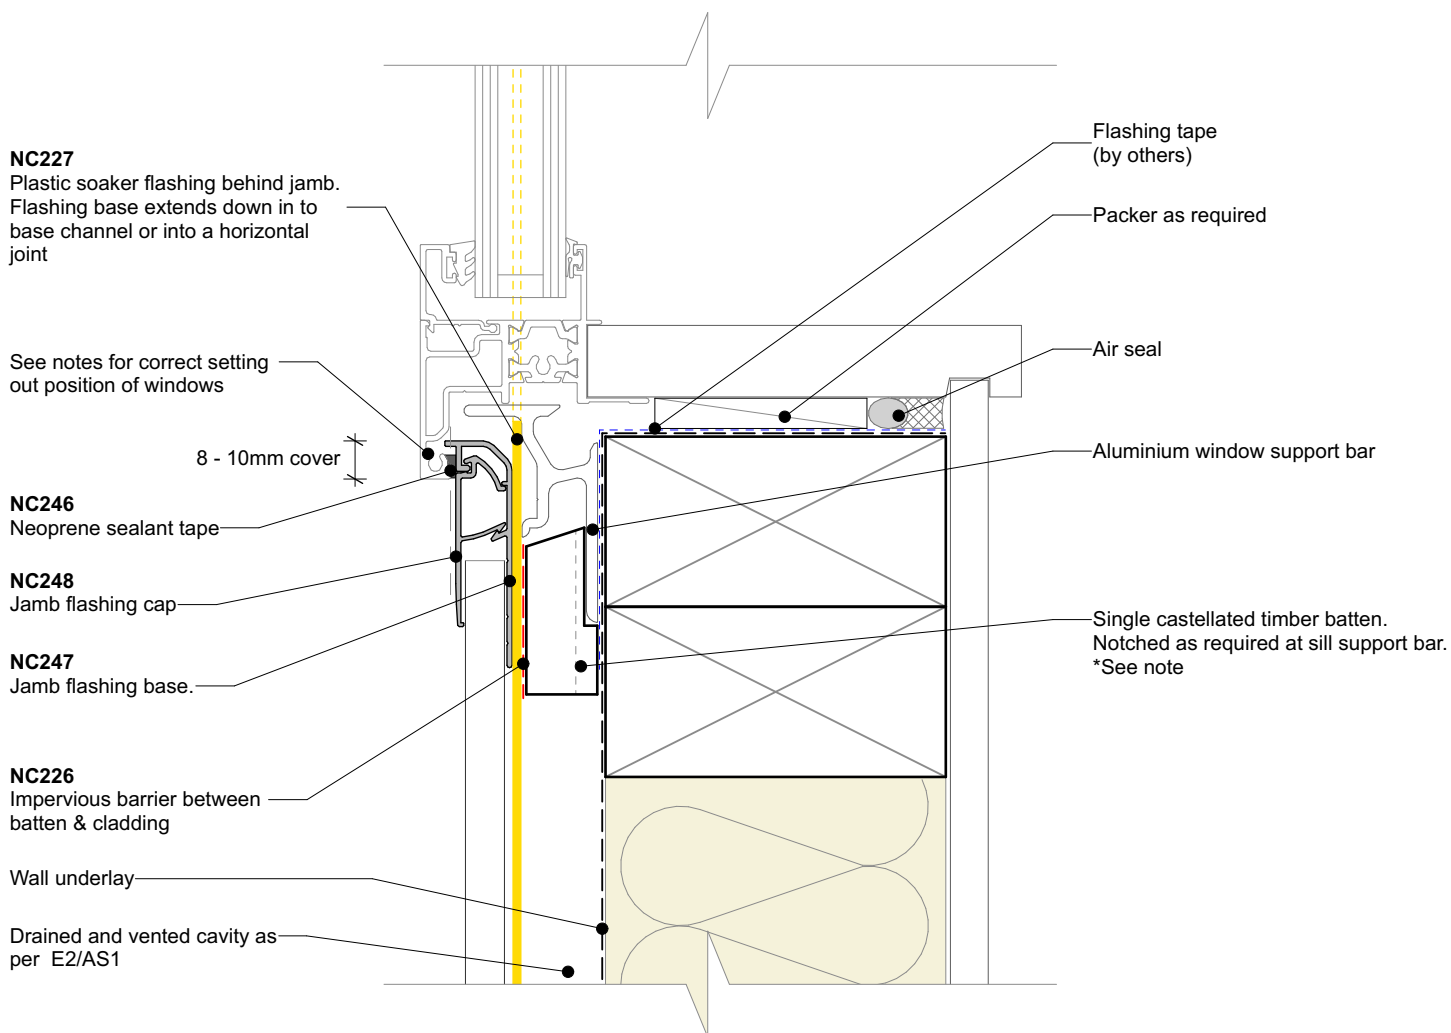 NC227
Plastic soaker flashing behind jamb.
Flashing base extends down in to
base channel or into a horizontal
joint
See notes for correct setting
out position of windows
8 - 10mm cover
NC246
Neoprene sealant tape
NC248
Jamb flashing cap
NC247
Jamb flashing base.
NC226
Impervious barrier between
batten & cladding
Wall underlay
Drained and vented cavity as
per E2/AS1
Flashing tape
(by others)
Packer as required
Air seal
Aluminium window support bar
Single castellated timber batten.
Notched as required at sill support bar.
*See note